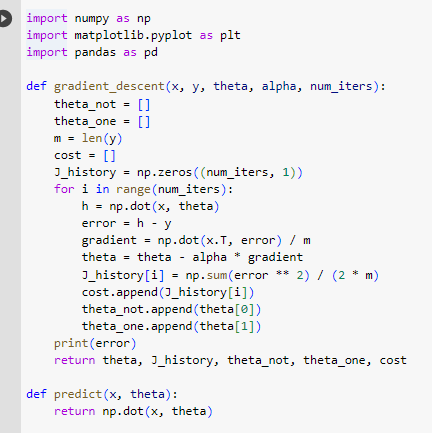 import numpy as np
import matplotlib.pyplot as plt
import pandas as pd
def gradient_descent(x, y, theta, alpha, num_iters):
    theta_not = []
    theta_one = []
    m = len(y)
    cost = []
    J_history = np.zeros((num_iters, 1))
    for i in range(num_iters):
        h = np.dot(x, theta)
        error = h - y
        gradient = np.dot(x.T, error) / m
        theta = theta - alpha * gradient
        J_history[i] = np.sum(error ** 2) / (2 * m)
        cost.append(J_history[i])
        theta_not.append(theta[0])
        theta_one.append(theta[1])
    print(error)
    return theta, J_history, theta_not, theta_one, cost
def predict(x, theta):
    return np.dot(x, theta)